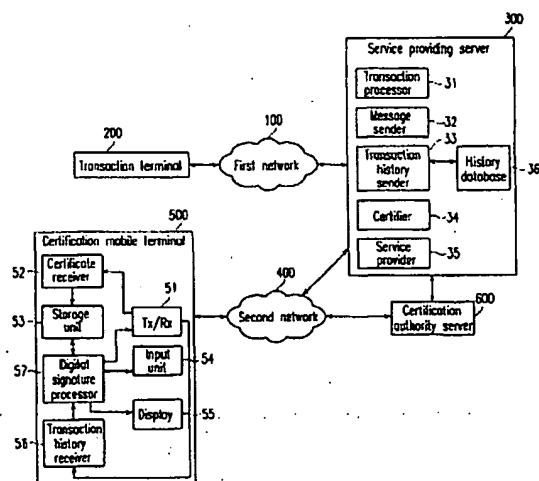 300
Service providing server
Transaction processor
31
Message sender
32
33
Transaction history sender
History database
36
Certifier
34
Service provider
35
200
Transaction terminal
100
First network
500
Certification mobile terminal
52
Certificate receiver
51
Tx/Rx
53
Storage unit
54
Input unit
57
Digital signature processor
Display
55
56
Transaction history receiver
400
Second network
600
Certification authority server